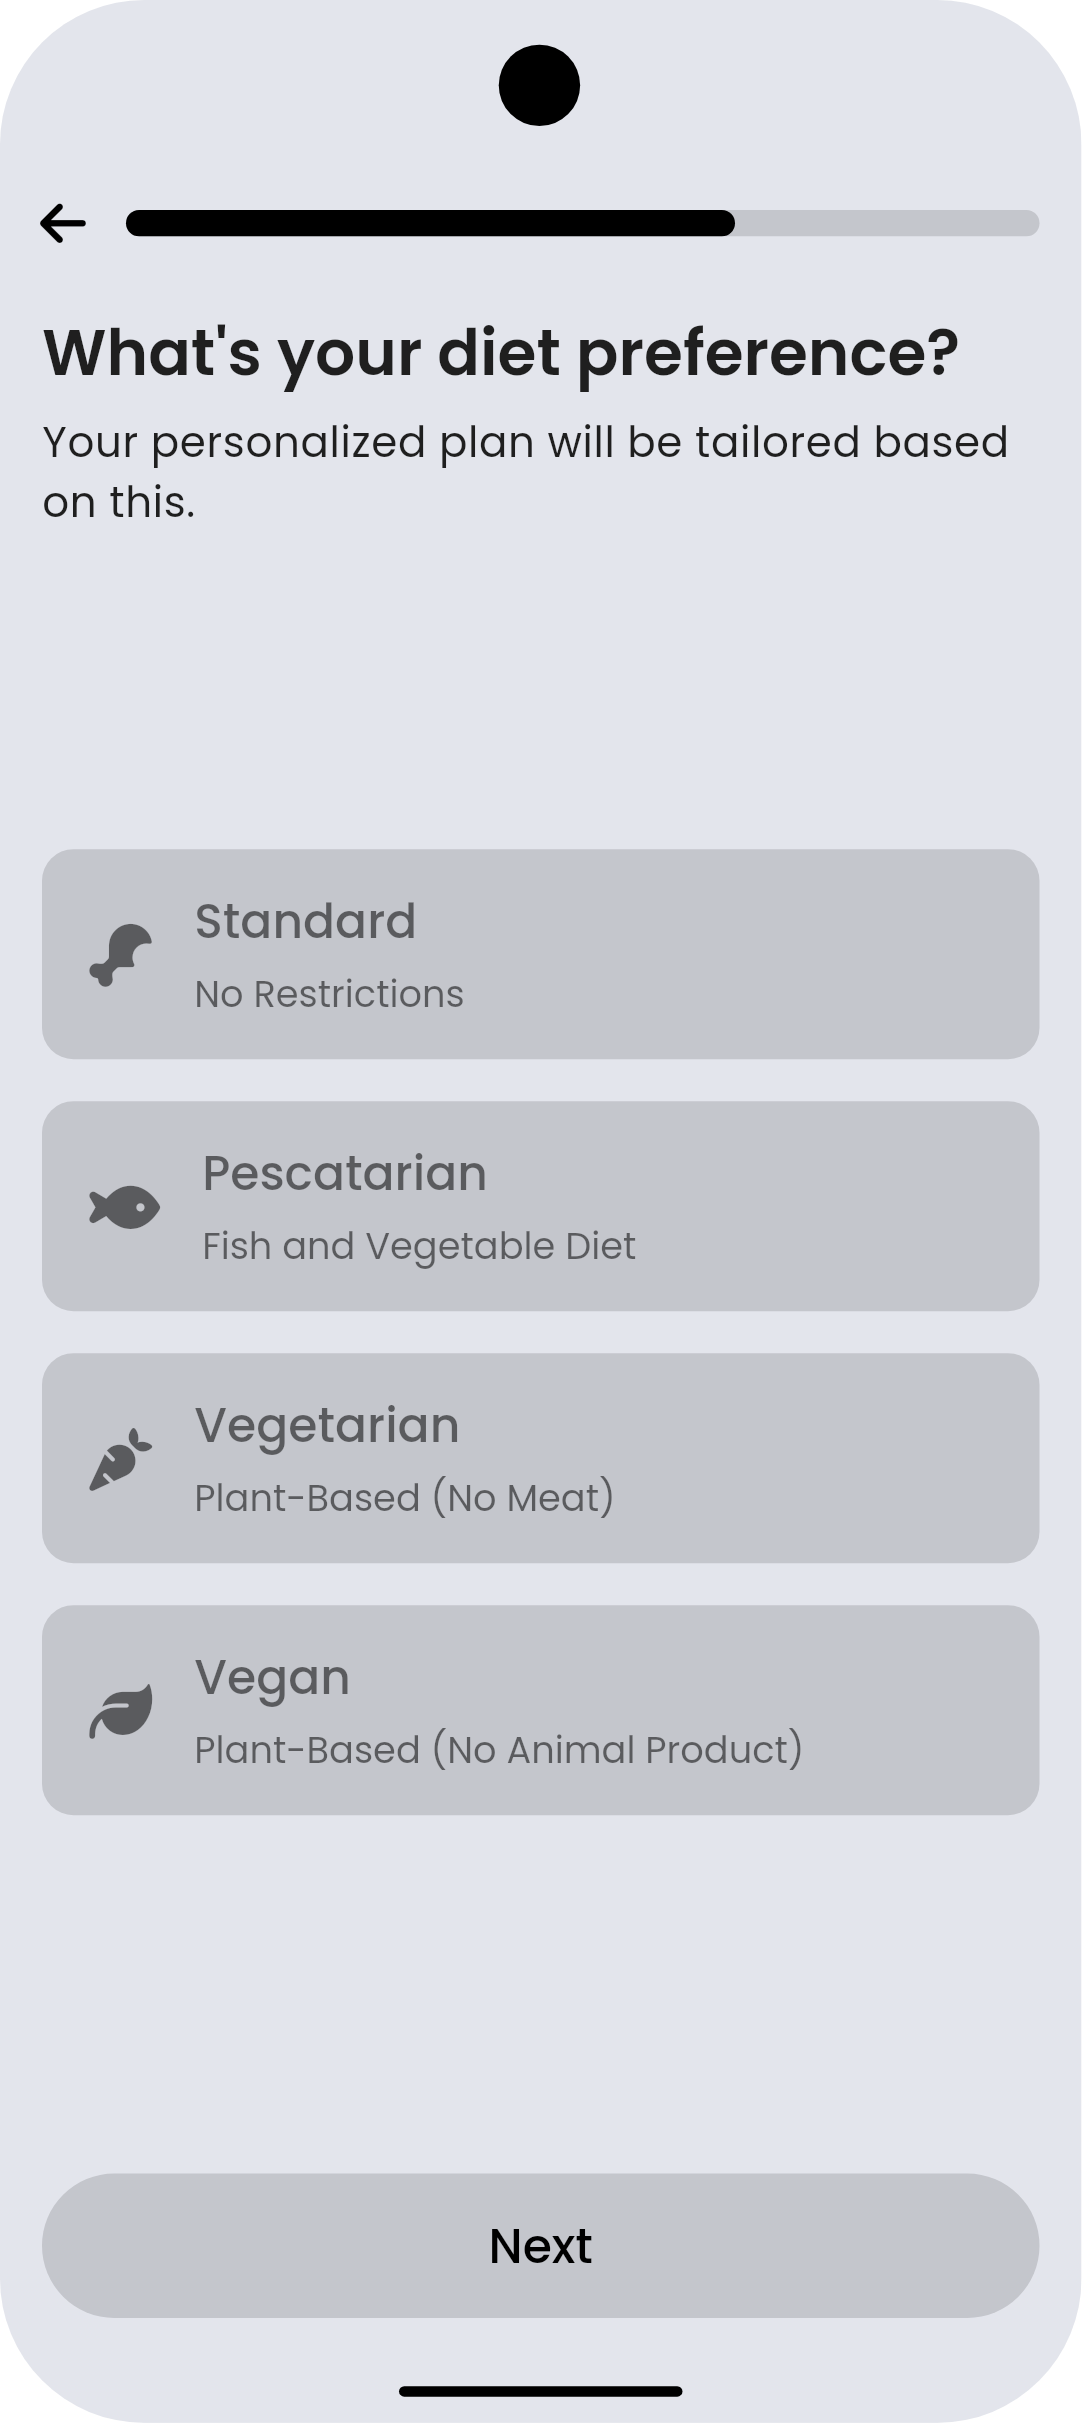 What's your diet preference?
Your personalized plan will be tailored based
on this.
Standard
No Restrictions
Pescatarian
Fish and Vegetable Diet
Vegetarian
Plant-Based (No Meat)
Vegan
Plant-Based (No Animal Product)
Next